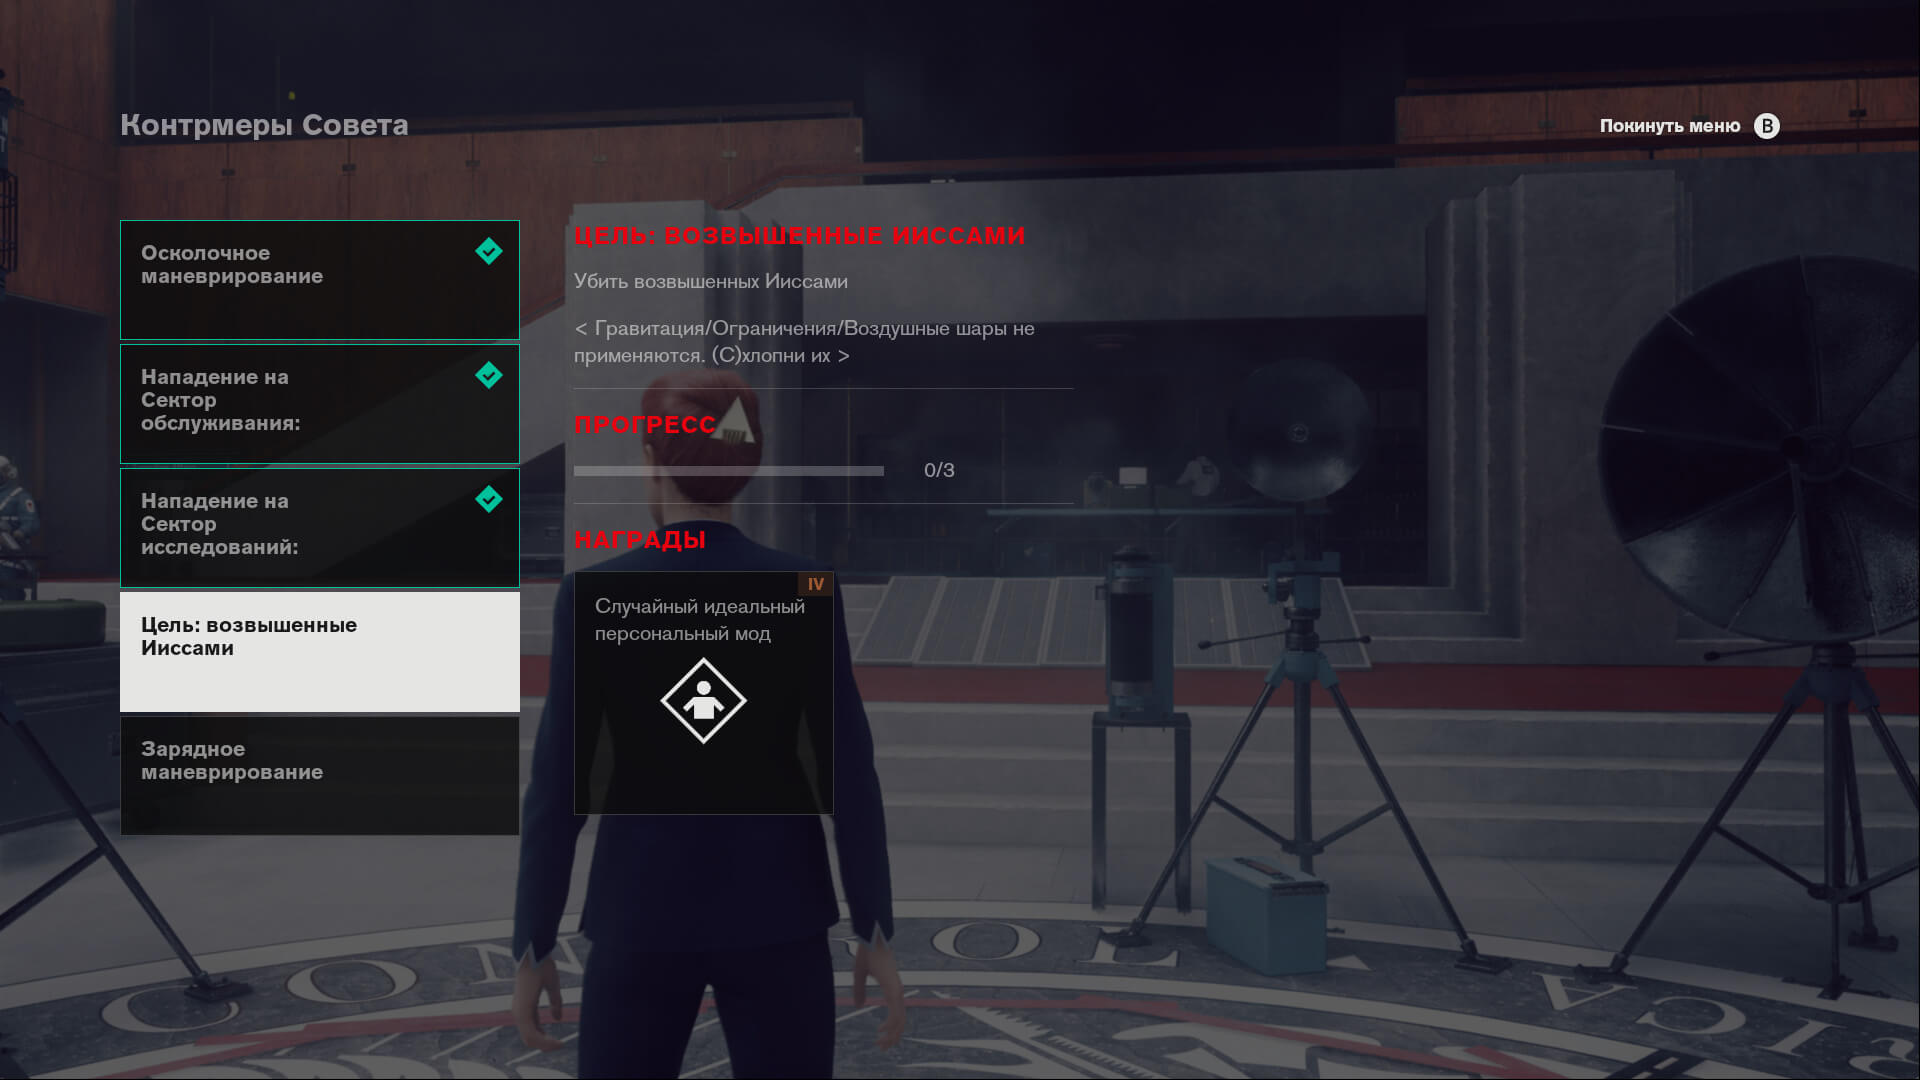 Контрмеры Совета
Покинуть меню B
Осколочное
маневрирование
Нападение на
Сектор
обслуживания:
Нападение на
Сектор
исследований:
Цель: возвышенные
Ииссами
Зарядное
маневрирование
ЦЕЛЬ: ВОЗВЫШЕННЫЕ ИИССАМИ
Убить возвышенных Ииссами
< Гравитация/Ограничения/Воздушные шары не
применяются. (С)хлопни их >
ПРОГРЕСС
0/3
НАГРАДЫ
IV
Случайный идеальный
персональный мод